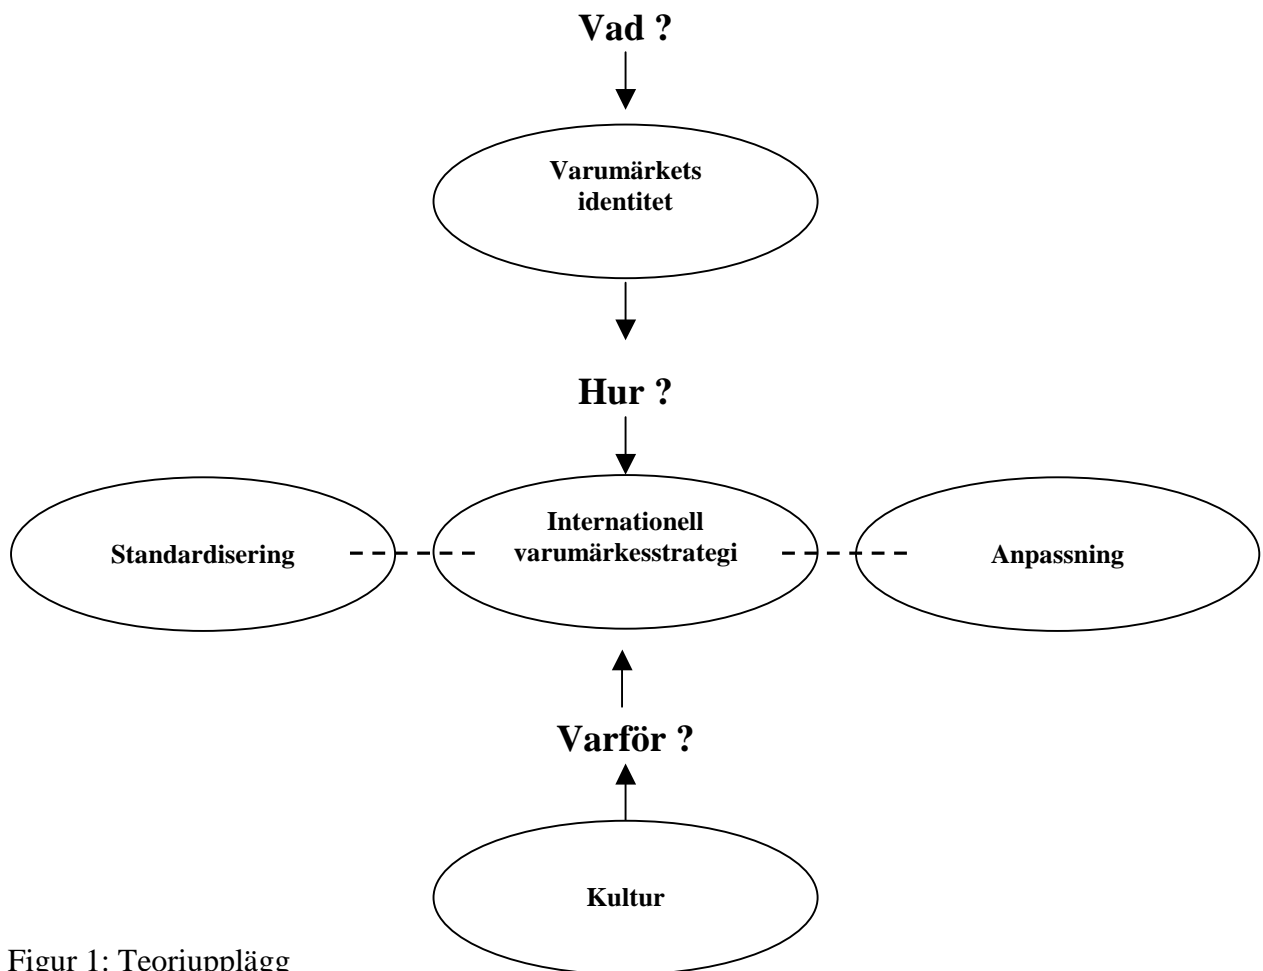 Vad ?
Varumärkets
identitet
Hur ?
Standardisering
Internationell
varumärkesstrategi
Anpassning
Varför ?
Kultur
Figur 1: Teoriupplägg